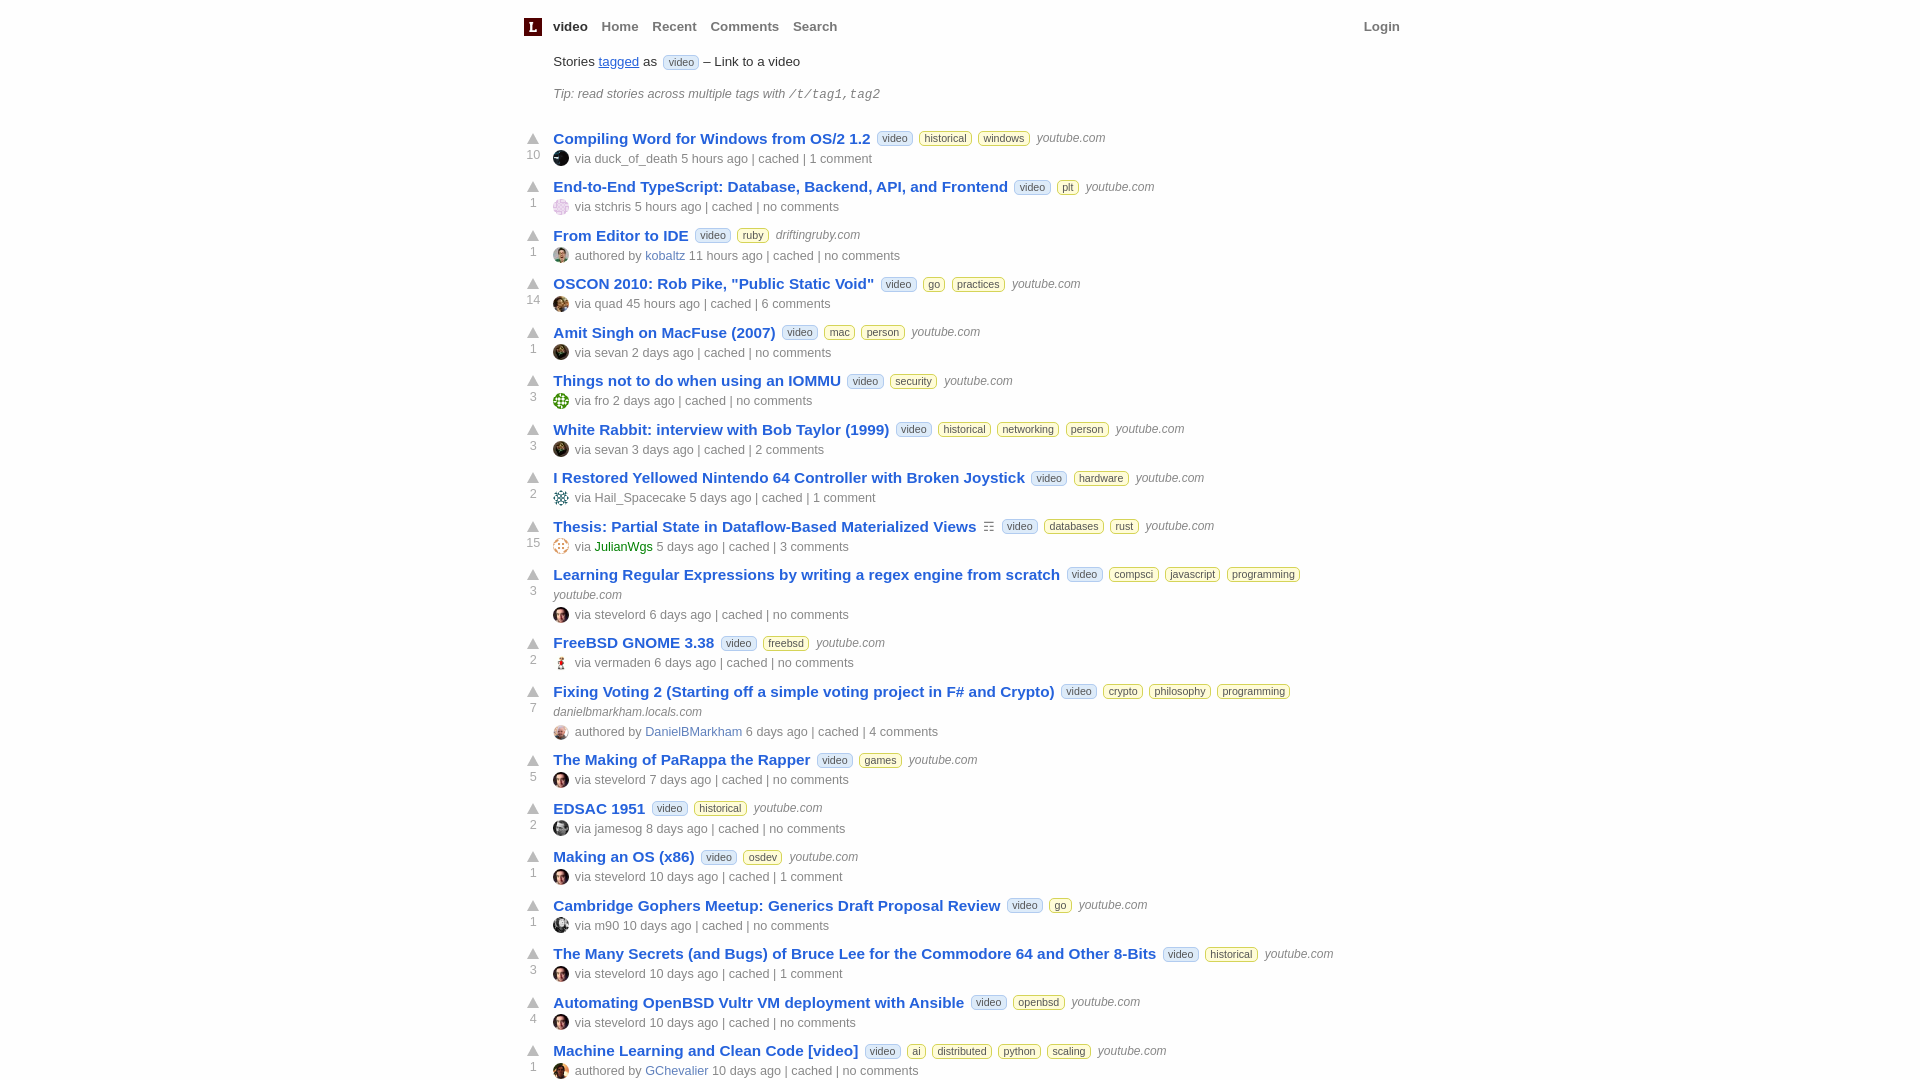 L video Home Recent Comments Search Login
Stories tagged as video – Link to a video
Tip: read stories across multiple tags with /t/tag1,tag2
Compiling Word for Windows from OS/2 1.2 video historical windows youtube.com
10
via duck_of_death 5 hours ago | cached | 1 comment
End-to-End TypeScript: Database, Backend, API, and Frontend video plt youtube.com
1
via stchris 5 hours ago | cached | no comments
From Editor to IDE video ruby driftingruby.com
1
authored by kobaltz 11 hours ago | cached | no comments
OSCON 2010: Rob Pike, "Public Static Void" video go practices youtube.com
14
via quad 45 hours ago | cached | 6 comments
Amit Singh on MacFuse (2007) video mac person youtube.com
1
via sevan 2 days ago | cached | no comments
Things not to do when using an IOMMU video security youtube.com
3
via fro 2 days ago | cached | no comments
White Rabbit: interview with Bob Taylor (1999) video historical networking person youtube.com
3
via sevan 3 days ago | cached | 2 comments
I Restored Yellowed Nintendo 64 Controller with Broken Joystick video hardware youtube.com
2
via Hail_Spacecake 5 days ago | cached | 1 comment
Thesis: Partial State in Dataflow-Based Materialized Views ☶ video databases rust youtube.com
15
via JulianWgs 5 days ago | cached | 3 comments
Learning Regular Expressions by writing a regex engine from scratch video compsci javascript programming
3
youtube.com
via stevelord 6 days ago | cached | no comments
FreeBSD GNOME 3.38 video freebsd youtube.com
2
via vermaden 6 days ago | cached | no comments
Fixing Voting 2 (Starting off a simple voting project in F# and Crypto) video crypto philosophy programming
7
danielbmarkham.locals.com
authored by DanielBMarkham 6 days ago | cached | 4 comments
The Making of PaRappa the Rapper video games youtube.com
5
via stevelord 7 days ago | cached | no comments
EDSAC 1951 video historical youtube.com
2
via jamesog 8 days ago | cached | no comments
Making an OS (x86) video osdev youtube.com
1
via stevelord 10 days ago | cached | 1 comment
Cambridge Gophers Meetup: Generics Draft Proposal Review video go youtube.com
1
via m90 10 days ago | cached | no comments
The Many Secrets (and Bugs) of Bruce Lee for the Commodore 64 and Other 8-Bits video historical youtube.com
3
via stevelord 10 days ago | cached | 1 comment
Automating OpenBSD Vultr VM deployment with Ansible video openbsd youtube.com
4
via stevelord 10 days ago | cached | no comments
Machine Learning and Clean Code [video] video ai distributed python scaling youtube.com
1
authored by GChevalier 10 days ago | cached | no comments